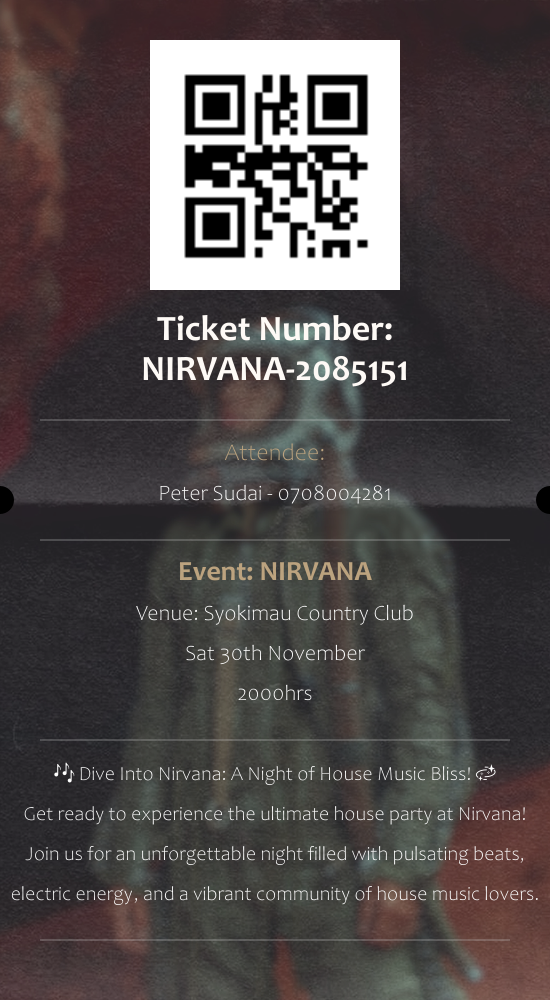 Ticket Number:
NIRVANA-2085151
Attendee:
Peter Sudai - 0708004281
Event: NIRVANA
Venue: Syokimau Country Club
Sat 30th November
2000hrs
🎶 Dive Into Nirvana: A Night of House Music Bliss! 💫
Get ready to experience the ultimate house party at Nirvana!
Join us for an unforgettable night filled with pulsating beats,
electric energy, and a vibrant community of house music lovers.